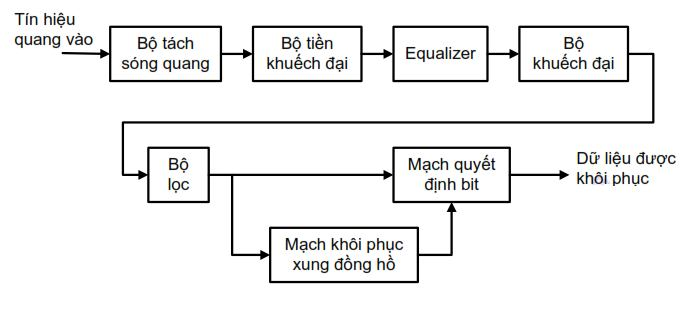 Tín hiệu
quang vào
Bộ tách
sóng quang
Bộ tiền
khuếch đại
Equalizer
Bộ
khuếch đại
Bộ
lọc
Mạch quyết
định bit
Dữ liệu được
khôi phục
Mạch khôi phục
xung đồng hồ